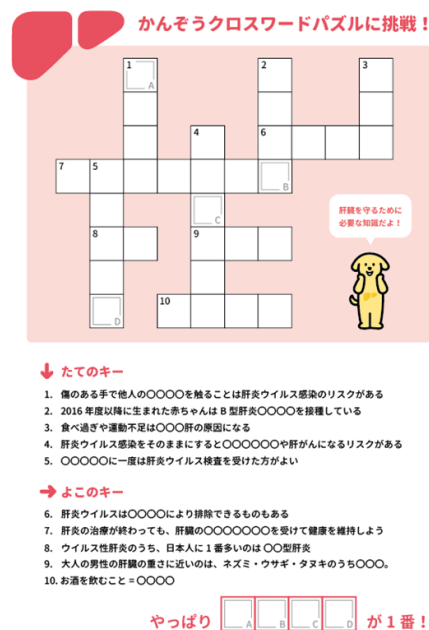 かんぞうクロスワードパズルに挑戦！
1
2
3
A
4
6
7
5
B
C
8
9
10
D
肝臓を守るために
必要な知識だよ！
たてのキー
1. 傷のある手で他人の〇〇〇〇を触ることは肝炎ウイルス感染のリスクがある
2. 2016 年度以降に生まれた赤ちゃんは B 型肝炎〇〇〇〇を接種している
3. 食べ過ぎや運動不足は〇〇〇肝の原因になる
4. 肝炎ウイルス感染をそのままにすると〇〇〇〇〇〇や肝がんになるリスクがある
5. 〇〇〇〇〇に一度は肝炎ウイルス検査を受けた方がよい
よこのキー
6. 肝炎ウイルスは〇〇〇〇により排除できるものもある
7. 肝炎の治療が終わっても、肝臓の〇〇〇〇〇〇〇を受けて健康を維持しよう
8. ウイルス性肝炎のうち、日本人に 1 番多いのは 〇〇型肝炎
9. 大人の男性の肝臓の重さに近いのは、ネズミ・ウサギ・タヌキのうち〇〇〇。
10. お酒を飲むこと = 〇〇〇〇
やっぱり A B C D が 1 番！